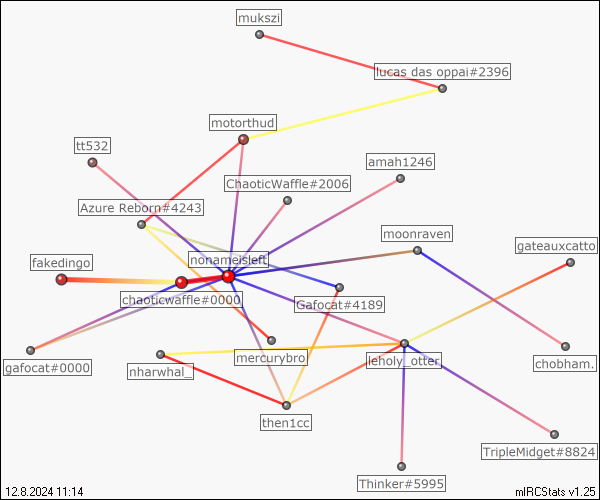 mukszi
lucas das oppai#2396
motorthud
tt532
amah1246
ChaoticWaffle#2006
Azure Reborn#4243
moonraven
gateauxcatto
nonameisleft
fakedingo
chaoticwaffle#0000
Gafocat#4189
mercurybro
leholy_otter
chobham.
gafocat#0000
nharwhal_
then1cc
TripleMidget#8824
Thinker#5995
12.8.2024 11:14
mIRCStats v1.25